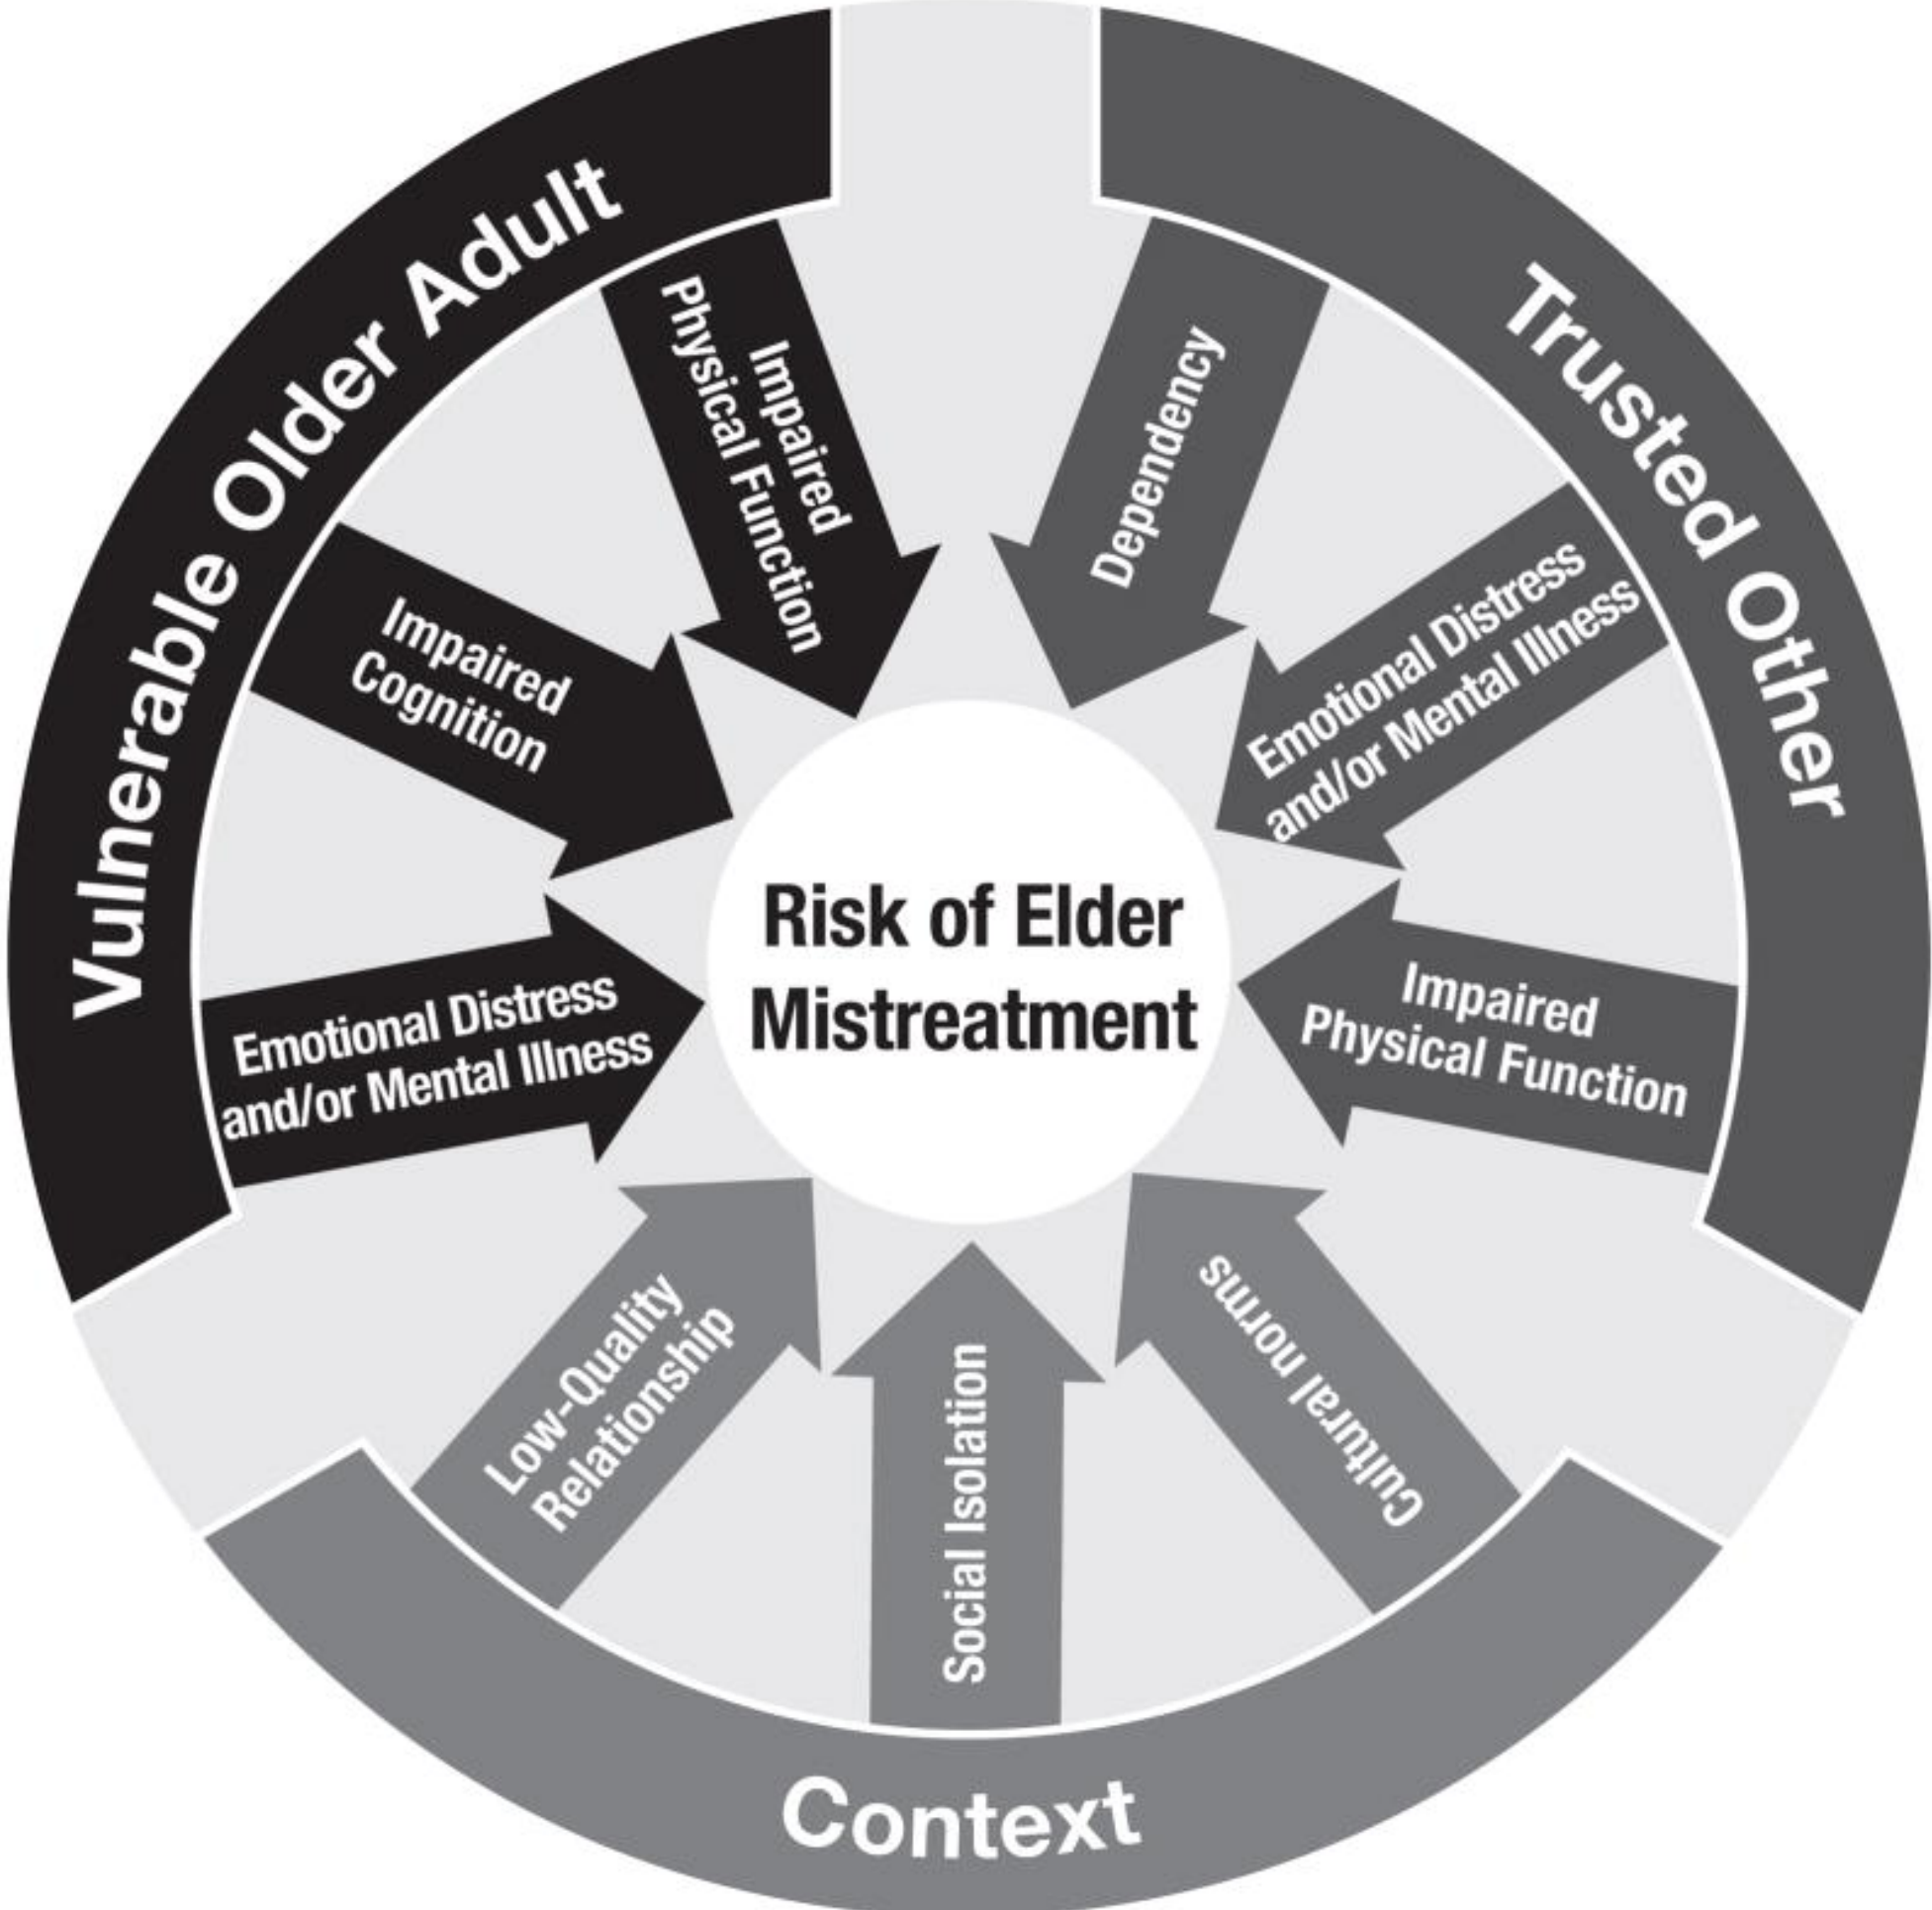 Vulnerable Older Adult
Impaired
Physical Function
Impaired
Cognition
Emotional Distress
and/or Mental Illness
Trusted Other
Dependency
Emotional Distress
and/or Mental Illness
Impaired
Physical Function
Risk of Elder
Mistreatment
Low-Quality
Relationship
Social Isolation
Cultural norms
Context